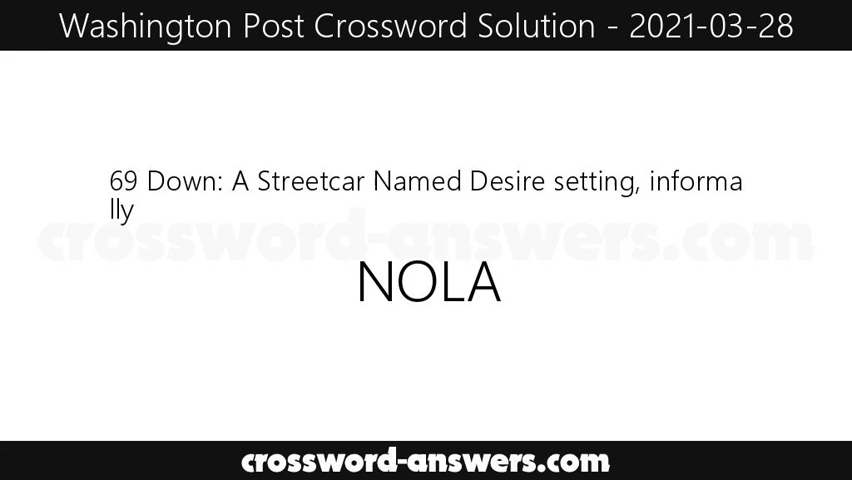 Washington Post Crossword Solution - 2021-03-28
69 Down: A Streetcar Named Desire setting, informa
lly
crossword-answers.com
NOLA
crossword-answers.com